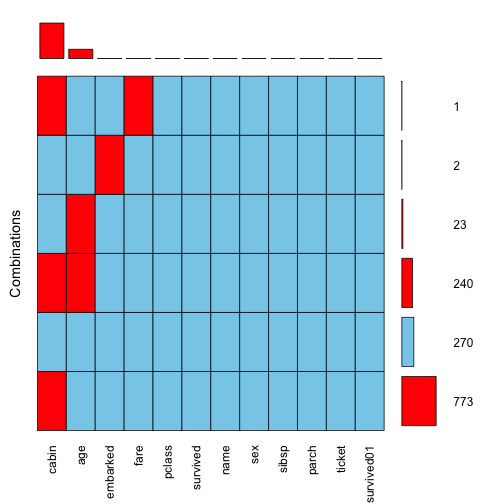 1
2
23
240
270
773
Combinations
cabin
age
embarked
fare
pclass
survived
name
sex
sibsp
parch
ticket
survived01